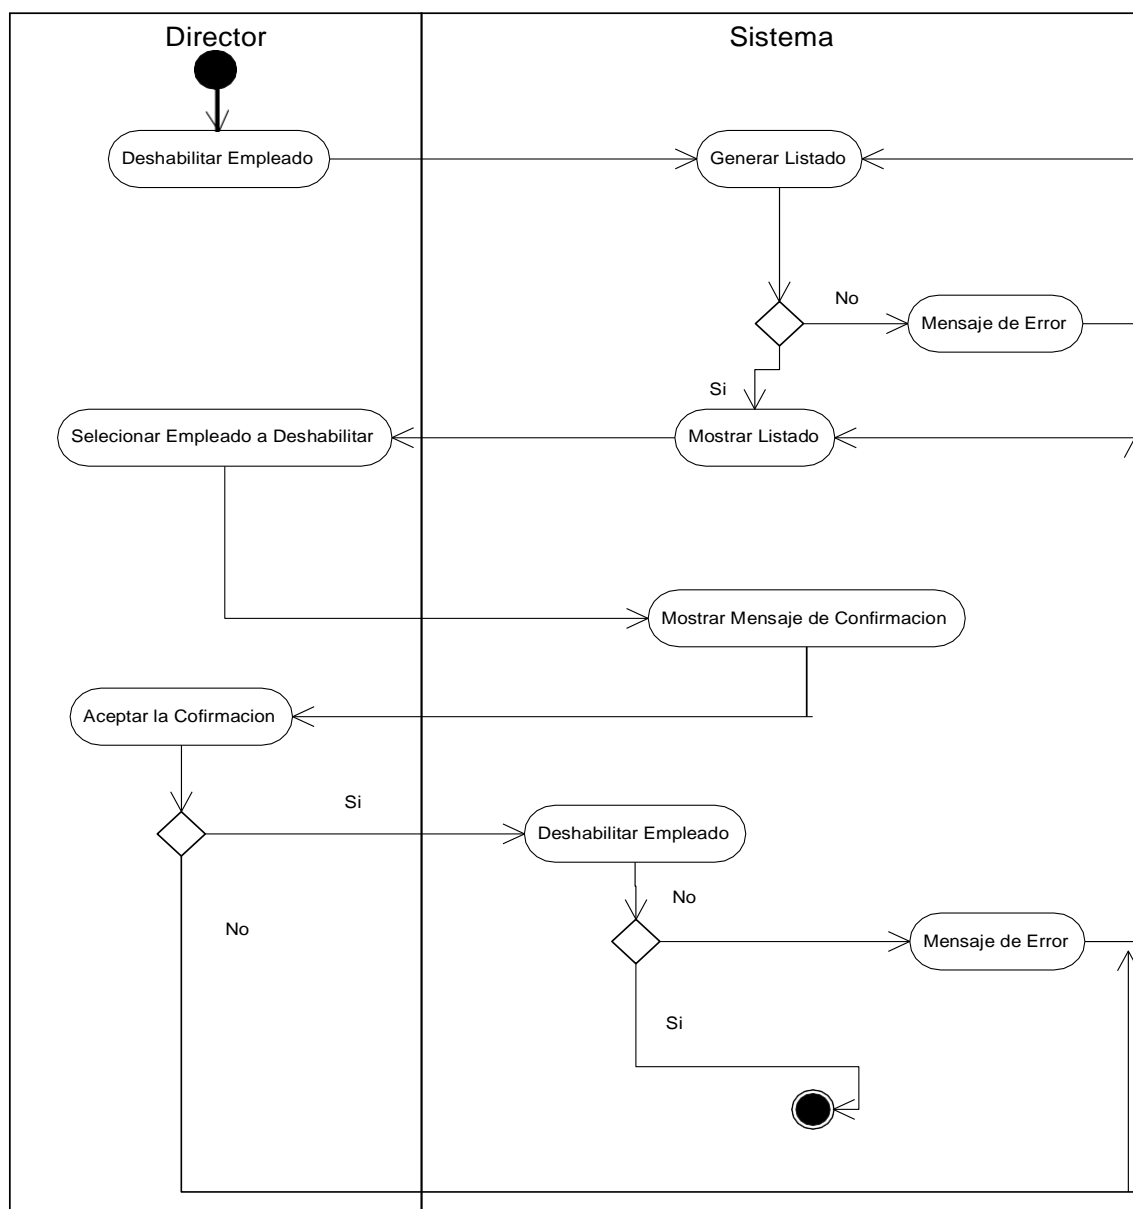 Director
Sistema
Deshabilitar Empleado
Generar Listado
No
Mensaje de Error
Si
Selecionar Empleado a Deshabilitar
Mostrar Listado
Mostrar Mensaje de Confirmacion
Aceptar la Cofirmacion
Si
Deshabilitar Empleado
No
No
Mensaje de Error
Si